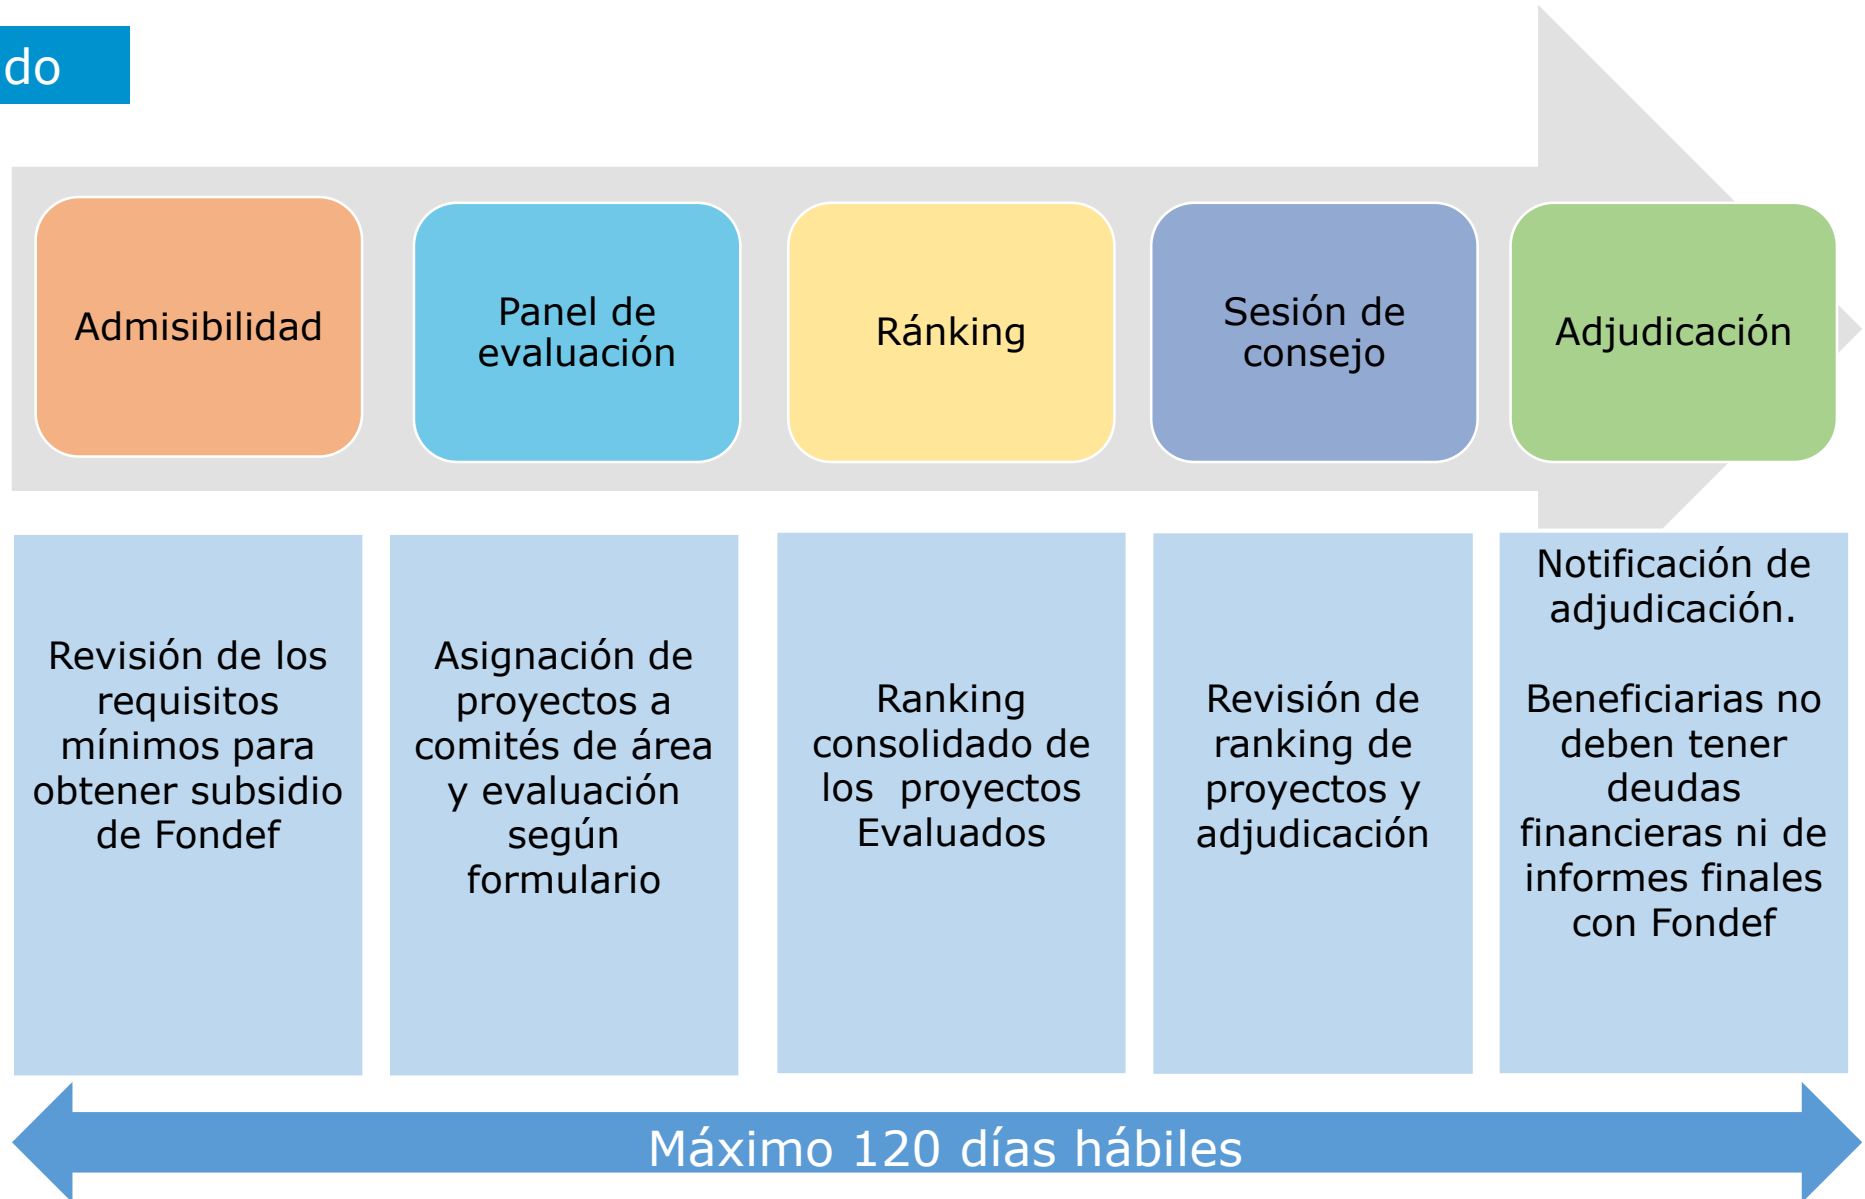 do
Admisibilidad
Panel de
evaluación
Ránking
Sesión de
consejo
Adjudicación
Revisión de los
requisitos
mínimos para
obtener subsidio
de Fondef
Asignación de
proyectos a
comités de área
y evaluación
según
formulario
Ranking
consolidado de
los proyectos
Evaluados
Revisión de
ranking de
proyectos y
adjudicación
Notificación de
adjudicación.
Beneficiarias no
deben tener
deudas
financieras ni de
informes finales
con Fondef
Máximo 120 días hábiles